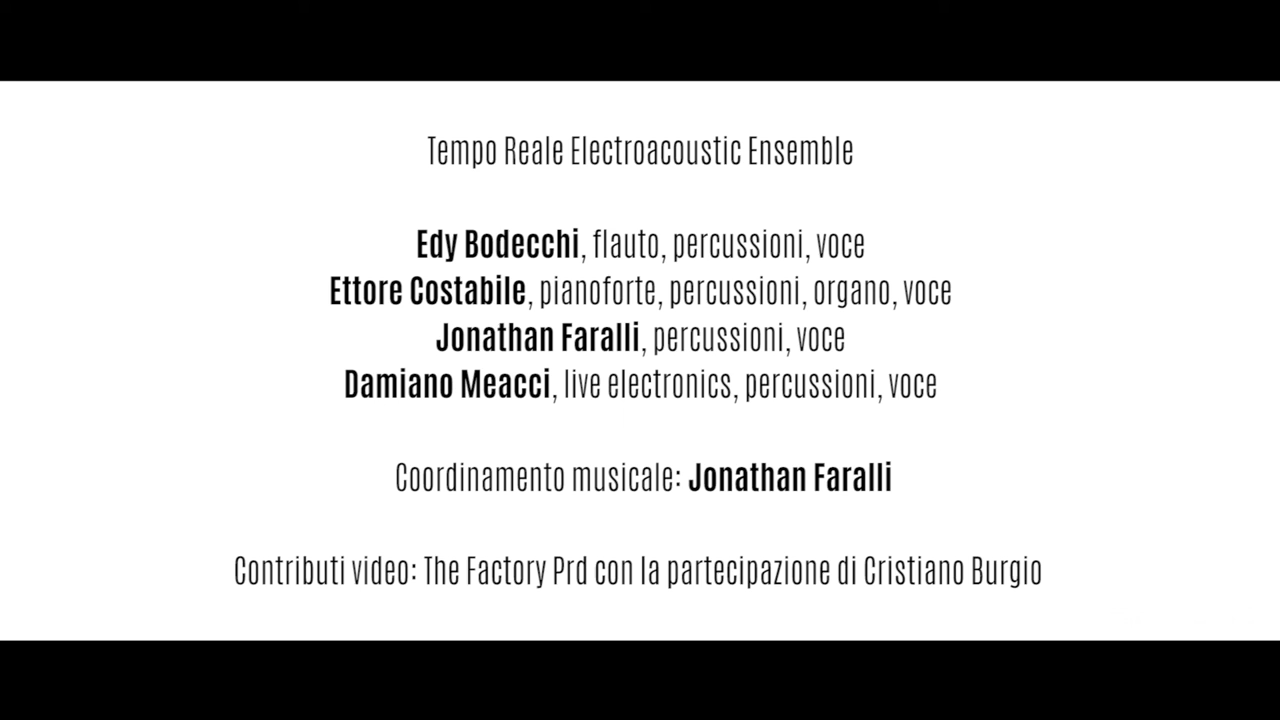 Tempo Reale Electroacoustic Ensemble
Edy Bodecchi, flauto, percussioni, voce
Ettore Costabile, pianoforte, percussioni, organo, voce
Jonathan Faralli, percussioni, voce
Damiano Meacci, live electronics, percussioni, voce
Coordinamento musicale: Jonathan Faralli
Contributi video: The Factory Prd con la partecipazione di Cristiano Burgio